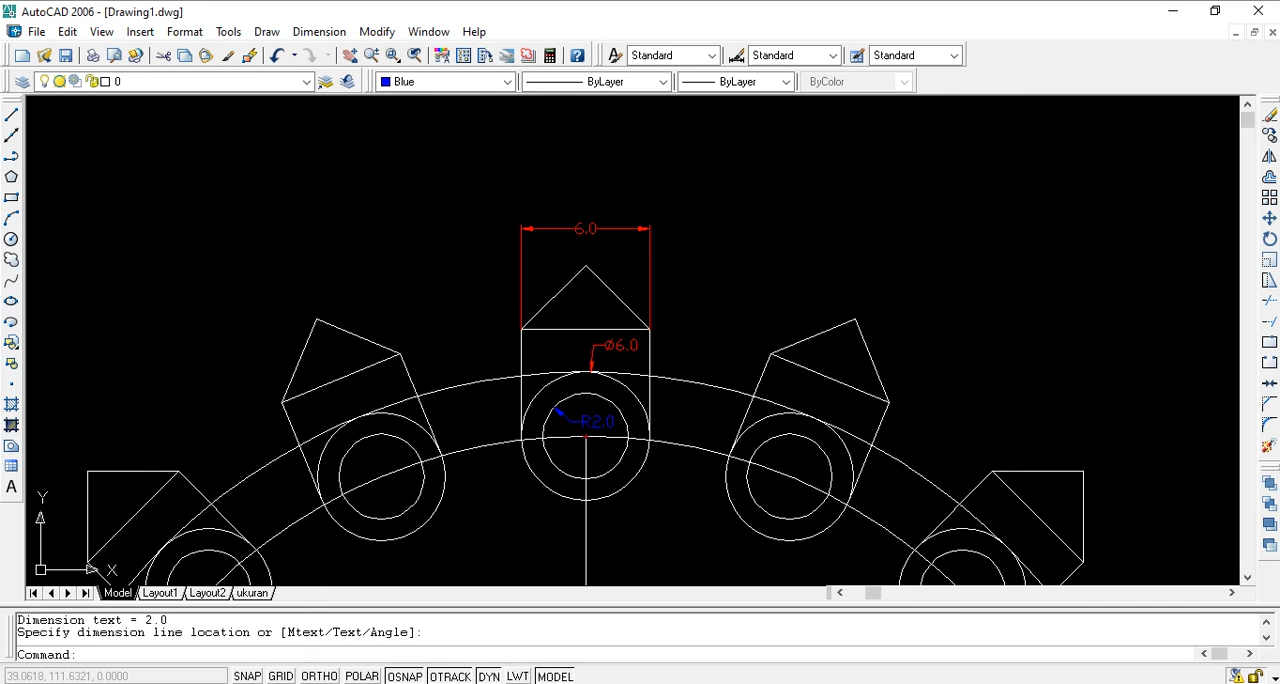 AutoCAD 2006 - [Drawing1.dwg]
File Edit View Insert Format Tools Draw Dimension Modify Window Help
Standard Standard Standard
0 Blue ByLayer ByLayer ByColor
6.0
Ø6.0
R2.0
Y
X
Model Layout1 Layout2 ukuran
Dimension text = 2.0
Specify dimension line location or [Mtext/Text/Angle]:
Command:
39.0618, 111.6321, 0.0000 SNAP GRID ORTHO POLAR OSNAP OTRACK DYN LWT MODEL